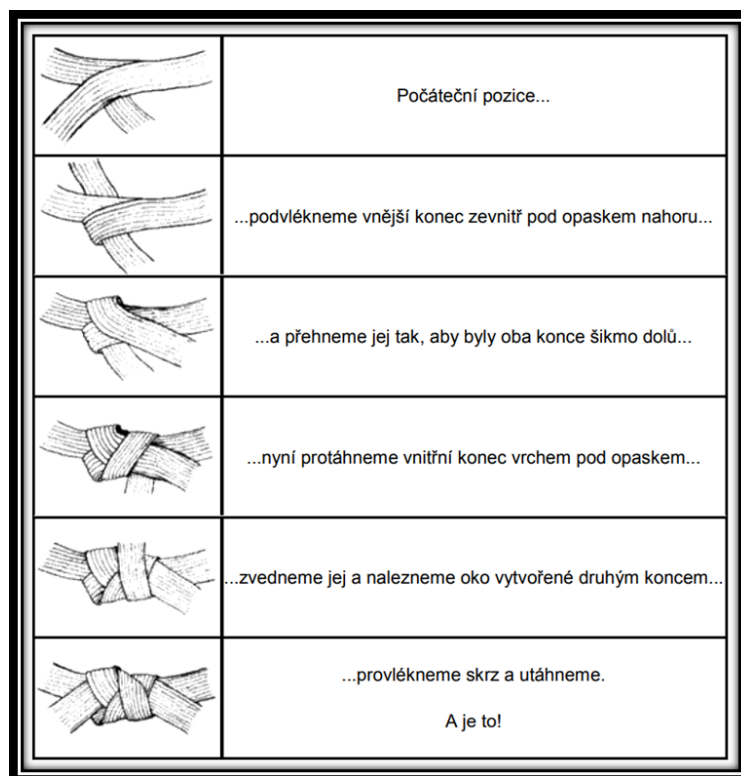 Počáteční pozice...
...podvlékneme vnější konec zevnitř pod opaskem nahoru...
...a přehneme jej tak, aby byly oba konce šikmo dolů...
...nyní protáhneme vnitřní konec vrchem pod opaskem...
...zvedneme jej a nalezneme oko vytvořené druhým koncem...
...provlékneme skrz a utáhneme.
A je to!